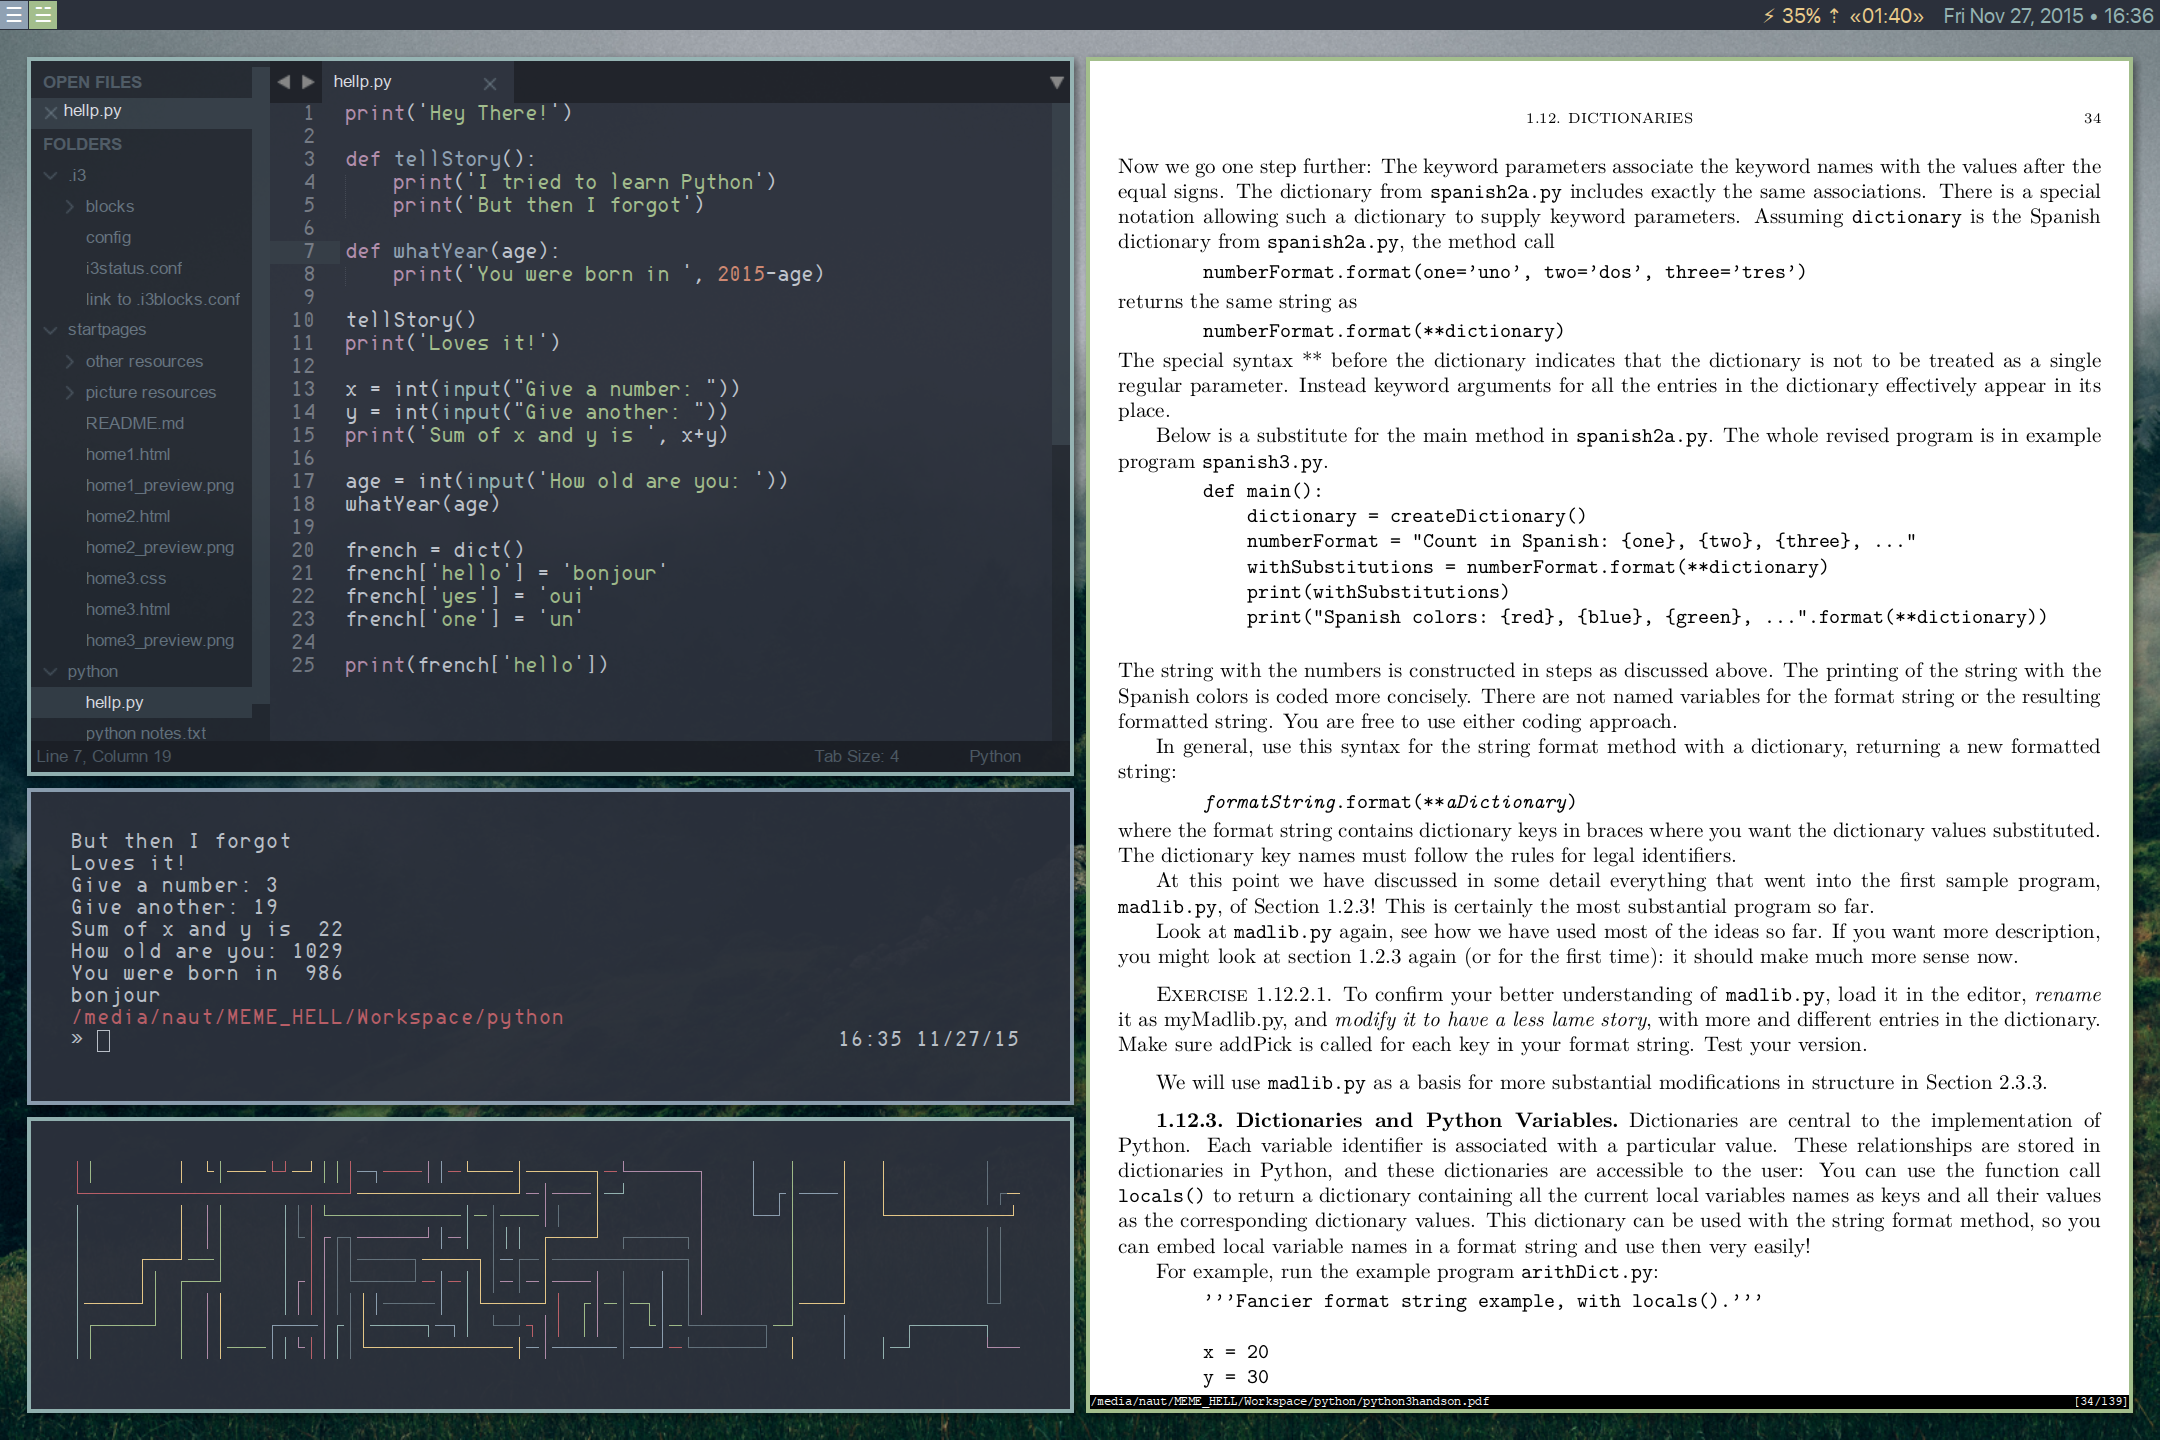 ⚡ 35% ⇡ «01:40» Fri Nov 27, 2015 • 16:36
OPEN FILES
hellp.py
FOLDERS
.i3
blocks
config
i3status.conf
link to .i3blocks.conf
startpages
other resources
picture resources
README.md
home1.html
home1_preview.png
home2.html
home2_preview.png
home3.css
home3.html
home3_preview.png
python
hellp.py
python notes.txt
hellp.py
1 print('Hey There!')
2
3 def tellStory():
4     print('I tried to learn Python')
5     print('But then I forgot')
6
7 def whatYear(age):
8     print('You were born in ', 2015-age)
9
10 tellStory()
11 print('Loves it!')
12
13 x = int(input("Give a number: "))
14 y = int(input("Give another: "))
15 print('Sum of x and y is ', x+y)
16
17 age = int(input('How old are you: '))
18 whatYear(age)
19
20 french = dict()
21 french['hello'] = 'bonjour'
22 french['yes'] = 'oui'
23 french['one'] = 'un'
24
25 print(french['hello'])
Line 7, Column 19 Tab Size: 4 Python
But then I forgot
Loves it!
Give a number: 3
Give another: 19
Sum of x and y is  22
How old are you: 1029
You were born in  986
bonjour
/media/naut/MEME_HELL/Workspace/python
» 16:35 11/27/15
1.12. DICTIONARIES 34
Now we go one step further: The keyword parameters associate the keyword names with the values after the
equal signs. The dictionary from spanish2a.py includes exactly the same associations. There is a special
notation allowing such a dictionary to supply keyword parameters. Assuming dictionary is the Spanish
dictionary from spanish2a.py, the method call
numberFormat.format(one='uno', two='dos', three='tres')
returns the same string as
numberFormat.format(**dictionary)
The special syntax ** before the dictionary indicates that the dictionary is not to be treated as a single
regular parameter. Instead keyword arguments for all the entries in the dictionary effectively appear in its
place.
Below is a substitute for the main method in spanish2a.py. The whole revised program is in example
program spanish3.py.
def main():
    dictionary = createDictionary()
    numberFormat = "Count in Spanish: {one}, {two}, {three}, ..."
    withSubstitutions = numberFormat.format(**dictionary)
    print(withSubstitutions)
    print("Spanish colors: {red}, {blue}, {green}, ...".format(**dictionary))
The string with the numbers is constructed in steps as discussed above. The printing of the string with the
Spanish colors is coded more concisely. There are not named variables for the format string or the resulting
formatted string. You are free to use either coding approach.
In general, use this syntax for the string format method with a dictionary, returning a new formatted
string:
formatString.format(**aDictionary)
where the format string contains dictionary keys in braces where you want the dictionary values substituted.
The dictionary key names must follow the rules for legal identifiers.
At this point we have discussed in some detail everything that went into the first sample program,
madlib.py, of Section 1.2.3! This is certainly the most substantial program so far.
Look at madlib.py again, see how we have used most of the ideas so far. If you want more description,
you might look at section 1.2.3 again (or for the first time): it should make much more sense now.
EXERCISE 1.12.2.1. To confirm your better understanding of madlib.py, load it in the editor, rename
it as myMadlib.py, and modify it to have a less lame story, with more and different entries in the dictionary.
Make sure addPick is called for each key in your format string. Test your version.
We will use madlib.py as a basis for more substantial modifications in structure in Section 2.3.3.
1.12.3. Dictionaries and Python Variables. Dictionaries are central to the implementation of
Python. Each variable identifier is associated with a particular value. These relationships are stored in
dictionaries in Python, and these dictionaries are accessible to the user: You can use the function call
locals() to return a dictionary containing all the current local variables names as keys and all their values
as the corresponding dictionary values. This dictionary can be used with the string format method, so you
can embed local variable names in a format string and use then very easily!
For example, run the example program arithDict.py:
'''Fancier format string example, with locals().'''
x = 20
y = 30
/media/naut/MEME_HELL/Workspace/python/python3handson.pdf [34/139]